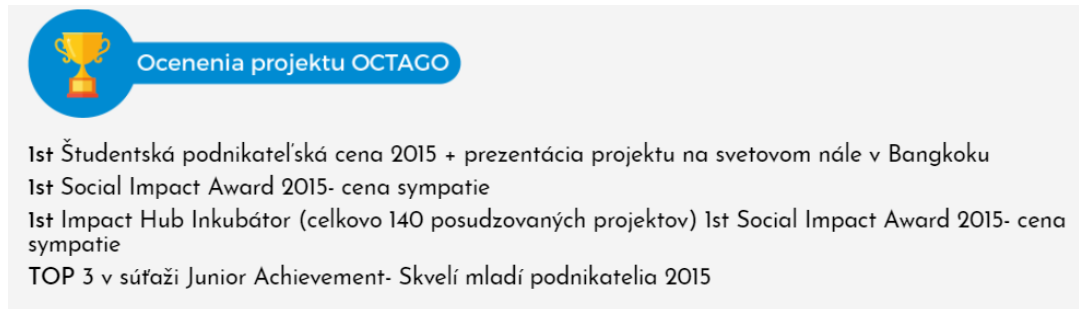 Ocenenia projektu OCTAGO
1st Študentská podnikateľská cena 2015 + prezentácia projektu na svetovom nále v Bangkoku
1st Social Impact Award 2015- cena sympatie
1st Impact Hub Inkubátor (celkovo 140 posudzovaných projektov) 1st Social Impact Award 2015- cena
sympatie
TOP 3 v súťaži Junior Achievement- Skvelí mladí podnikatelia 2015